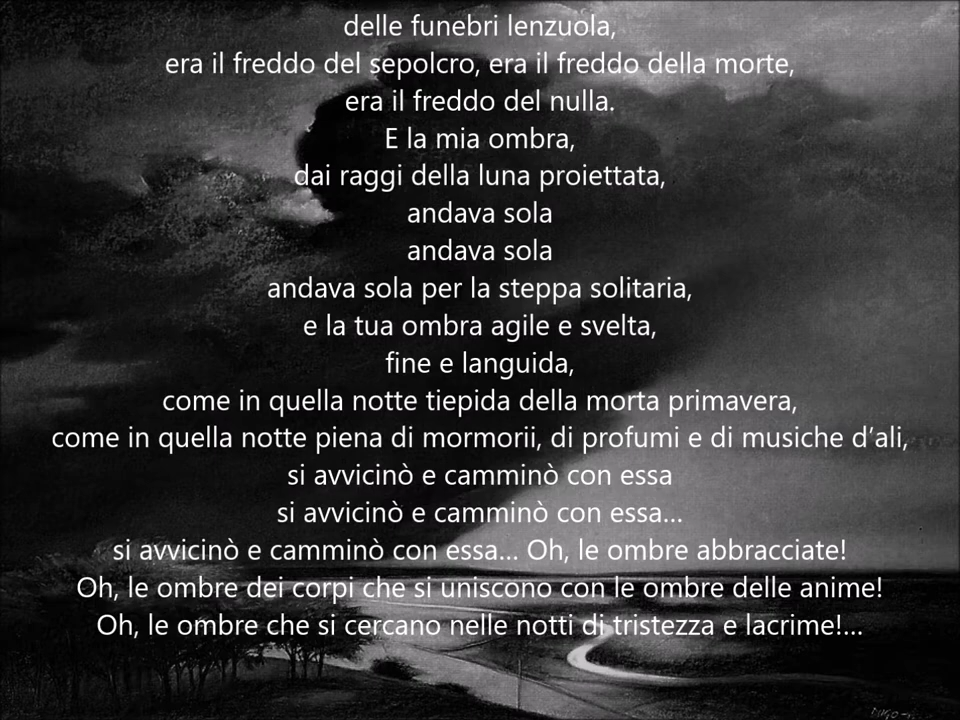 delle funebri lenzuola,
era il freddo del sepolcro, era il freddo della morte,
era il freddo del nulla.
E la mia ombra,
dai raggi della luna proiettata,
andava sola
andava sola
andava sola per la steppa solitaria,
e la tua ombra agile e svelta,
fine e languida,
come in quella notte tiepida della morta primavera,
come in quella notte piena di mormorii, di profumi e di musiche d’ali,
si avvicinò e camminò con essa
si avvicinò e camminò con essa…
si avvicinò e camminò con essa… Oh, le ombre abbracciate!
Oh, le ombre dei corpi che si uniscono con le ombre delle anime!
Oh, le ombre che si cercano nelle notti di tristezza e lacrime!…